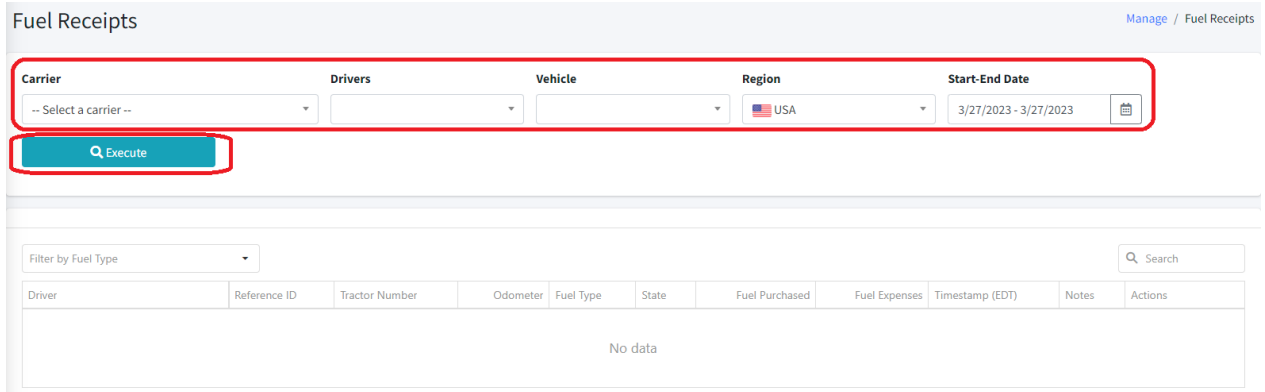 Fuel Receipts
Manage / Fuel Receipts
Carrier Drivers Vehicle Region Start-End Date
-- Select a carrier -- USA 3/27/2023 - 3/27/2023
Execute
Filter by Fuel Type Search
Driver Reference ID Tractor Number Odometer Fuel Type State Fuel Purchased Fuel Expenses Timestamp (EDT) Notes Actions
No data